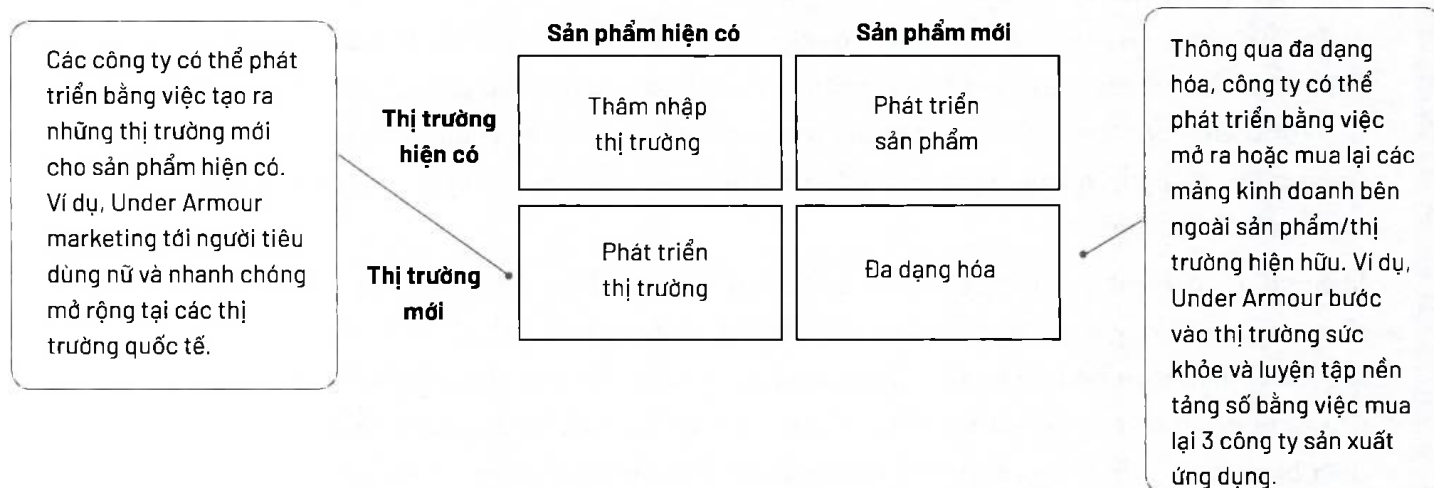 Các công ty có thể phát
triển bằng việc tạo ra
những thị trường mới
cho sản phẩm hiện có.
Ví dụ, Under Armour
marketing tới người tiêu
dùng nữ và nhanh chóng
mở rộng tại các thị
trường quốc tế.
Sản phẩm hiện có
Sản phẩm mới
Thị trường
hiện có
Thâm nhập
thị trường
Phát triển
sản phẩm
Thị trường
mới
Phát triển
thị trường
Đa dạng hóa
Thông qua đa dạng
hóa, công ty có thể
phát triển bằng việc
mở ra hoặc mua lại các
mảng kinh doanh bên
ngoài sản phẩm/thị
trường hiện hữu. Ví dụ,
Under Armour bước
vào thị trường sức
khỏe và luyện tập nền
tảng số bằng việc mua
lại 3 công ty sản xuất
ứng dụng.